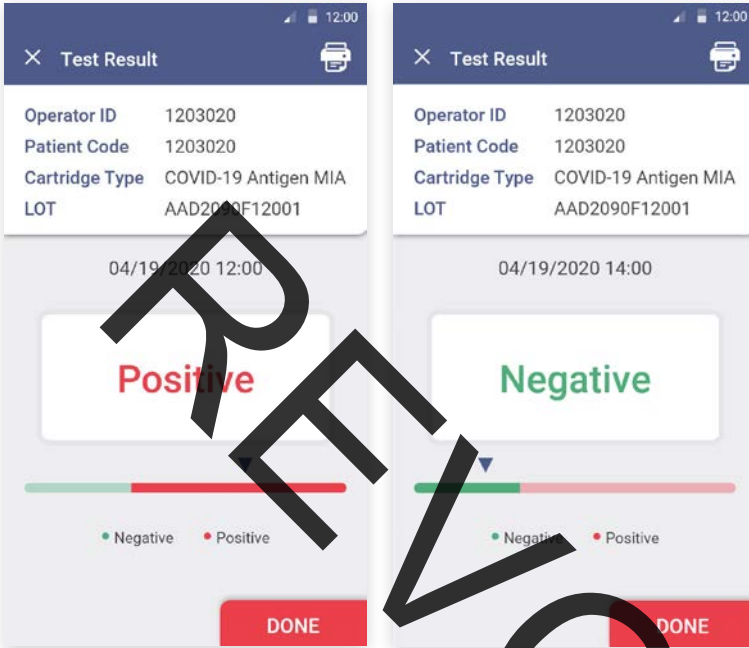 12:00
Test Result
Operator ID 1203020
Patient Code 1203020
Cartridge Type COVID-19 Antigen MIA
LOT AAD2090F12001
04/19/2020 12:00
Positive
Negative Positive
DONE
12:00
Test Result
Operator ID 1203020
Patient Code 1203020
Cartridge Type COVID-19 Antigen MIA
LOT AAD2090F12001
04/19/2020 14:00
Negative
Negative Positive
DONE